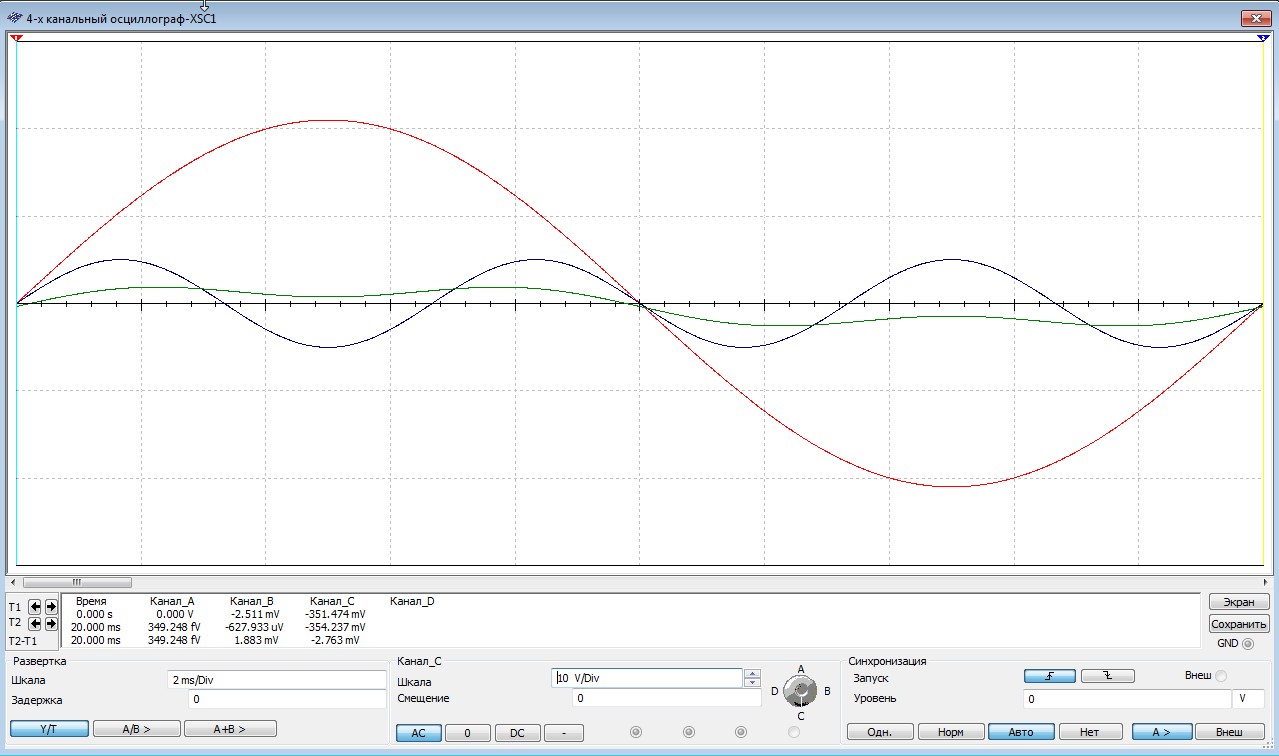 4-х канальный осциллограф-XSC1
T1
T2
T2-T1
Время Канал_A Канал_B Канал_C Канал_D
0.000 s 0.000 V -2.511 mV -351.474 mV
20.000 ms 349.248 fV -627.933 uV -354.237 mV
20.000 ms 349.248 fV 1.883 mV -2.763 mV
Экран
Сохранить
GND
Развертка
Шкала 2 ms/Div
Задержка 0
Y/T A/B > A+B >
Канал_C
Шкала 10 V/Div
Смещение 0
AC 0 DC -
A
D B
C
Синхронизация
Запуск Внеш
Уровень 0 V
Одн. Норм Авто Нет A > Внеш